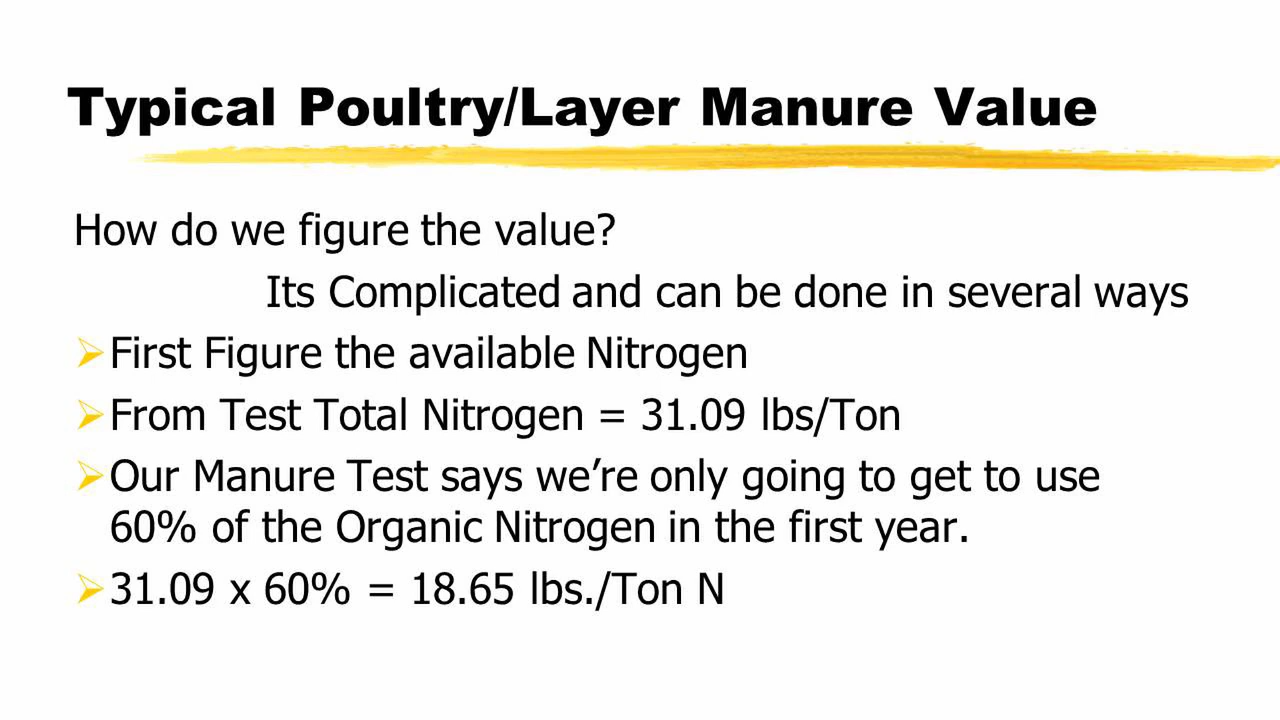 Typical Poultry/Layer Manure Value
How do we figure the value?
Its Complicated and can be done in several ways
First Figure the available Nitrogen
From Test Total Nitrogen = 31.09 lbs/Ton
Our Manure Test says we’re only going to get to use
60% of the Organic Nitrogen in the first year.
31.09 x 60% = 18.65 lbs./Ton N